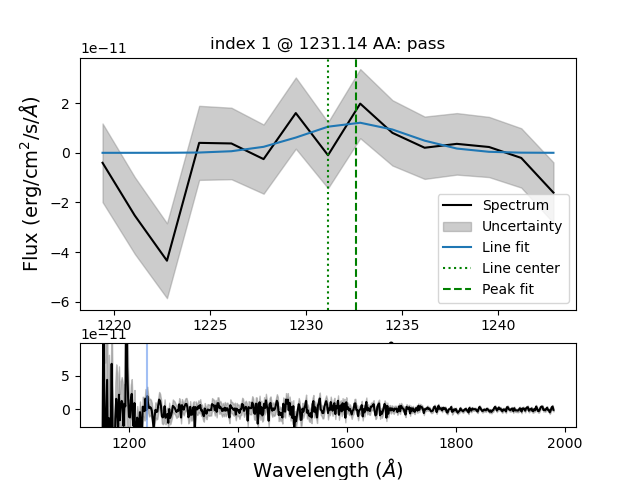 index 1 @ 1231.14 AA: pass
1e−11
Flux (erg/cm²/s/Å)
2
0
−2
−4
−6
Spectrum
Uncertainty
Line fit
Line center
Peak fit
1220 1225 1230 1235 1240
1e−11
5
0
1200 1400 1600 1800 2000
Wavelength (Å)